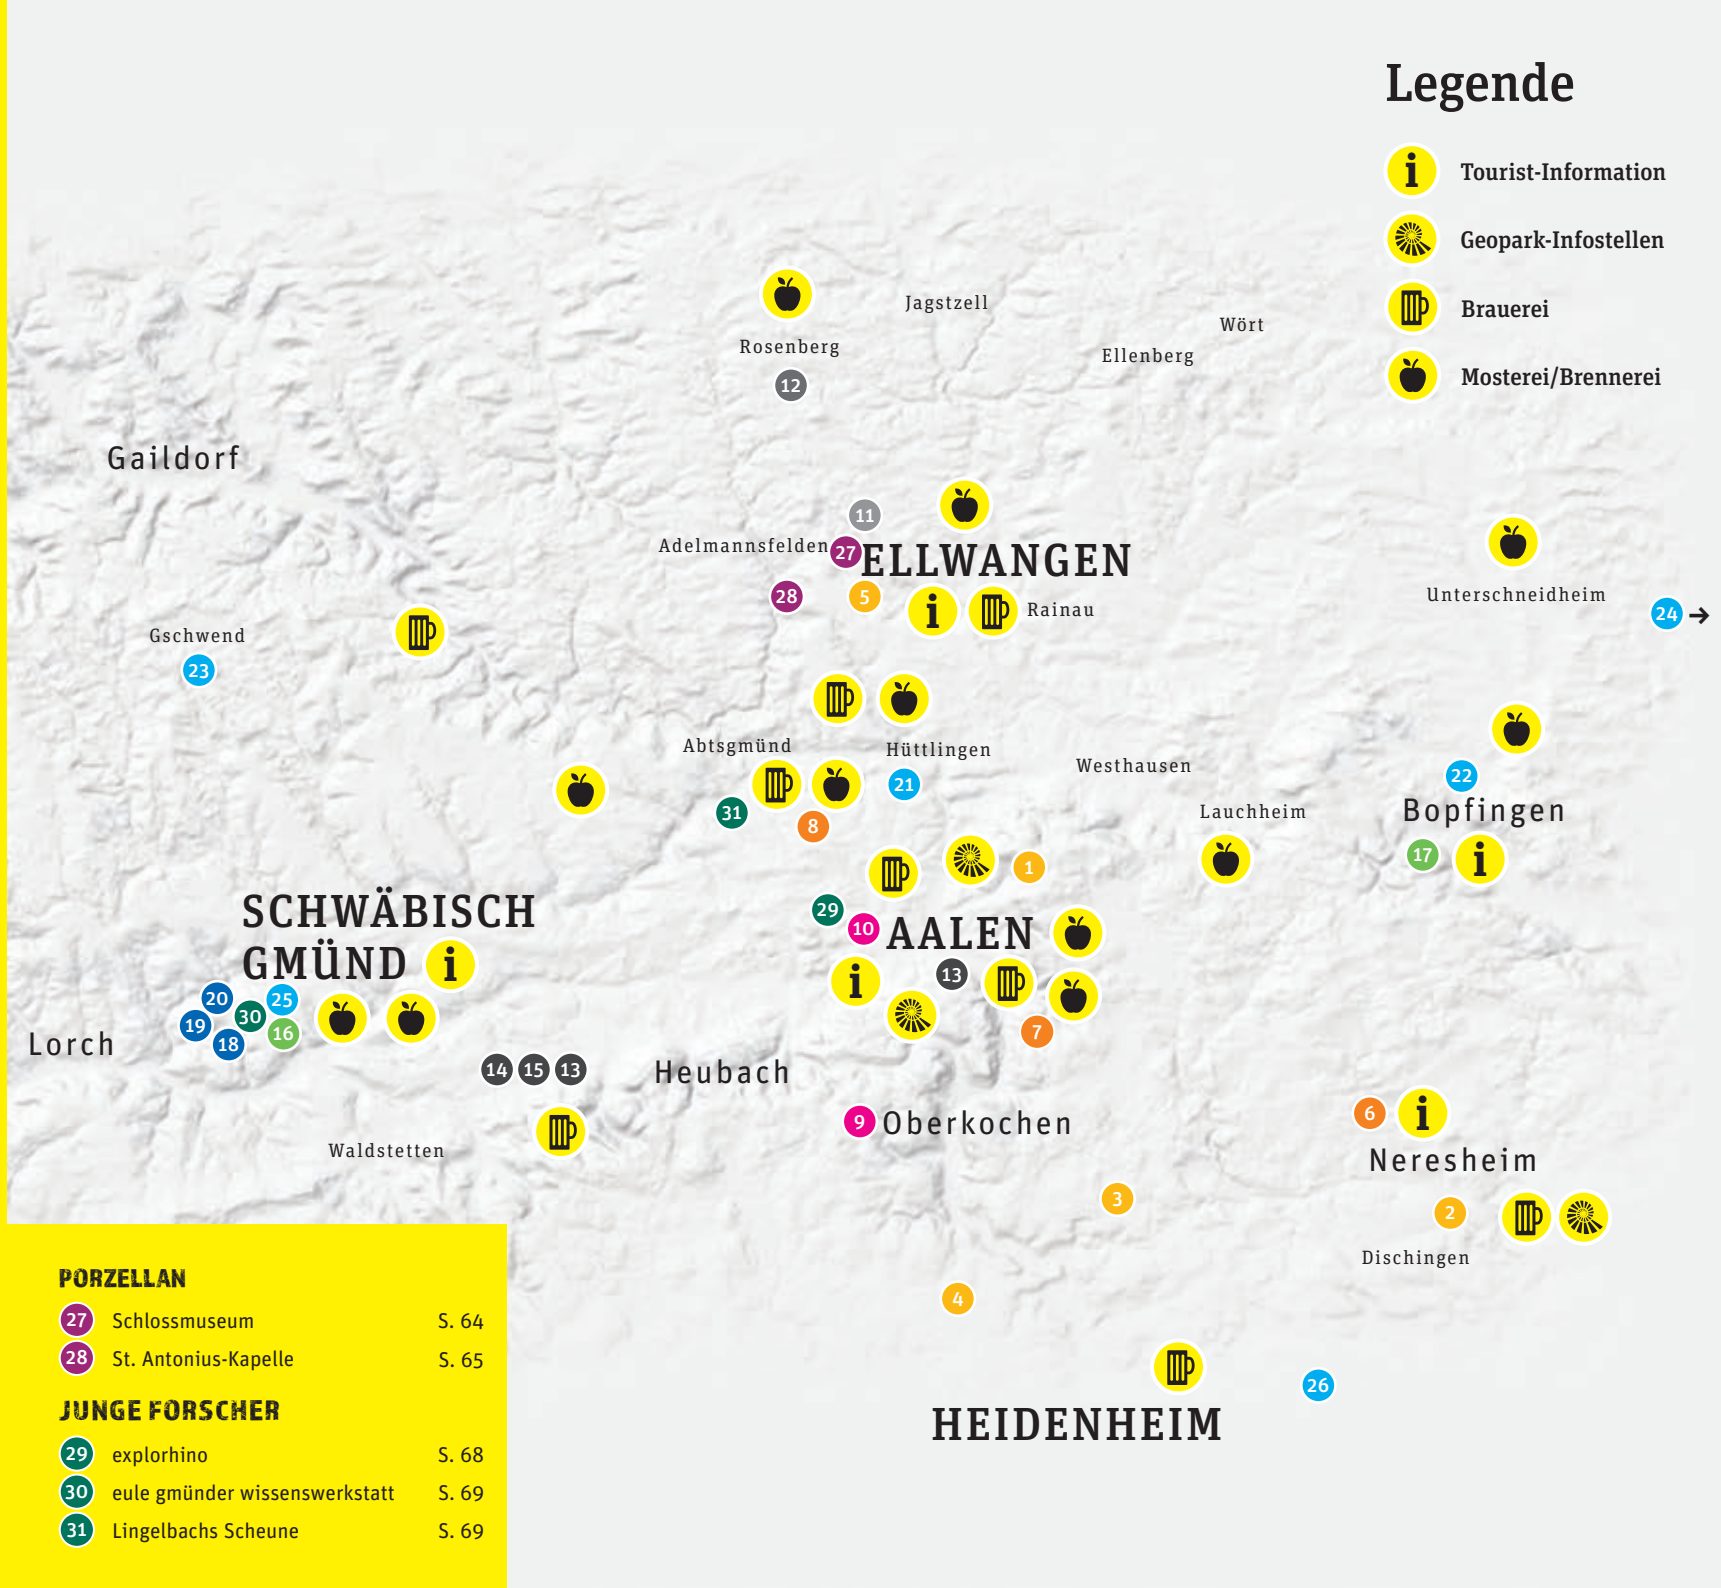 Legende
i Tourist-Information
Geopark-Infostellen
Brauerei
Mosterei/Brennerei
Jagstzell
Wört
Rosenberg
Ellenberg
12
Gaildorf
11
Adelmannsfelden 27 ELLWANGEN
28 5 i Rainau
Unterschneidheim
24 →
Gschwend
23
Abtsgmünd
Hüttlingen
Westhausen
21
22
31
8
Lauchheim
Bopfingen
17 i
1
29
10 AALEN
SCHWÄBISCH
GMÜND i
i 13
20 25
19 30 16
18
7
Lorch
14 15 13
Heubach
9 Oberkochen
6 i
Waldstetten
Neresheim
3
2
Dischingen
4
26
HEIDENHEIM
PORZELLAN
27 Schlossmuseum S. 64
28 St. Antonius-Kapelle S. 65
JUNGE FORSCHER
29 explorhino S. 68
30 eule gmünder wissenswerkstatt S. 69
31 Lingelbachs Scheune S. 69